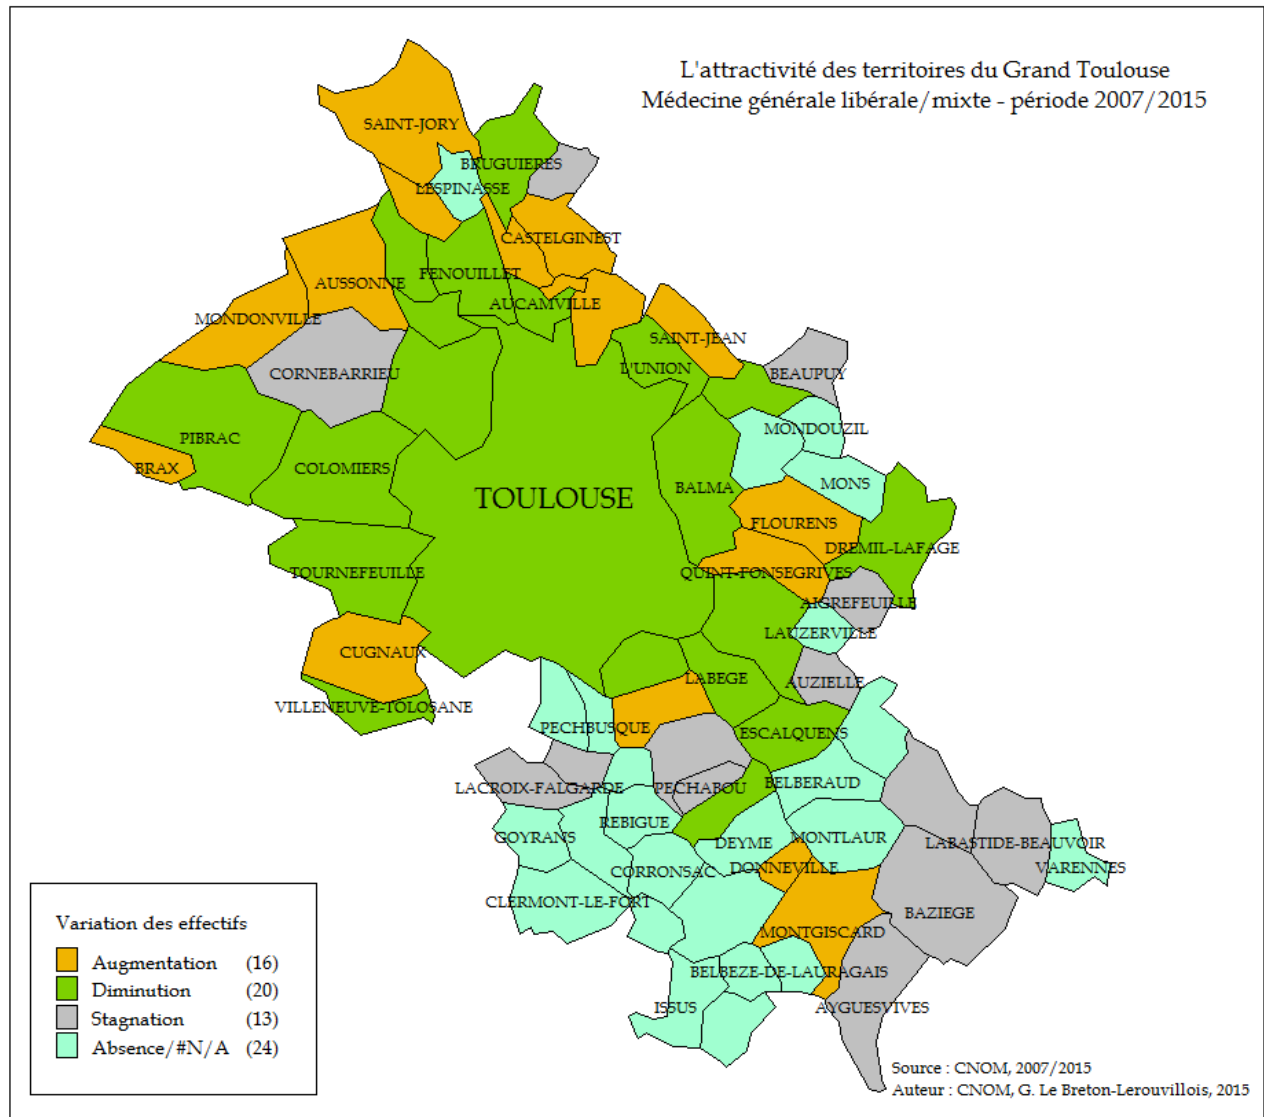 L'attractivité des territoires du Grand Toulouse
Médecine générale libérale/mixte - période 2007/2015
SAINT-JORY
BRUGUIERES
LESPINASSE
CASTELGINEST
FENOUILLET
AUSSONNE
AUCAMVILLE
MONDONVILLE
SAINT-JEAN
L'UNION
CORNEBARRIEU
BEAUPUY
MONDOUZIL
PIBRAC
BRAX
COLOMIERS
MONS
BALMA
TOULOUSE
FLOURENS
DREMIL-LAFAGE
TOURNEFEUILLE
QUINT-FONSEGRIVES
AIGREFEUILLE
LAUZERVILLE
CUGNAUX
LABEGE
AUZIELLE
VILLENEUVE-TOLOSANE
PECHBUSQUE
ESCALQUENS
BELBERAUD
LACROIX-FALGARDE
PECHABOU
REBIGUE
GOYRANS
DEYME
MONTLAUR
LABASTIDE-BEAUVOIR
CORRONSAC
DONNEVILLE
VARENNES
CLERMONT-LE-FORT
BAZIEGE
MONTGISCARD
BELBEZE-DE-LAURAGAIS
ISSUS
AYGUESVIVES
Variation des effectifs
Augmentation (16)
Diminution (20)
Stagnation (13)
Absence/#N/A (24)
Source : CNOM, 2007/2015
Auteur : CNOM, G. Le Breton-Lerouvillois, 2015